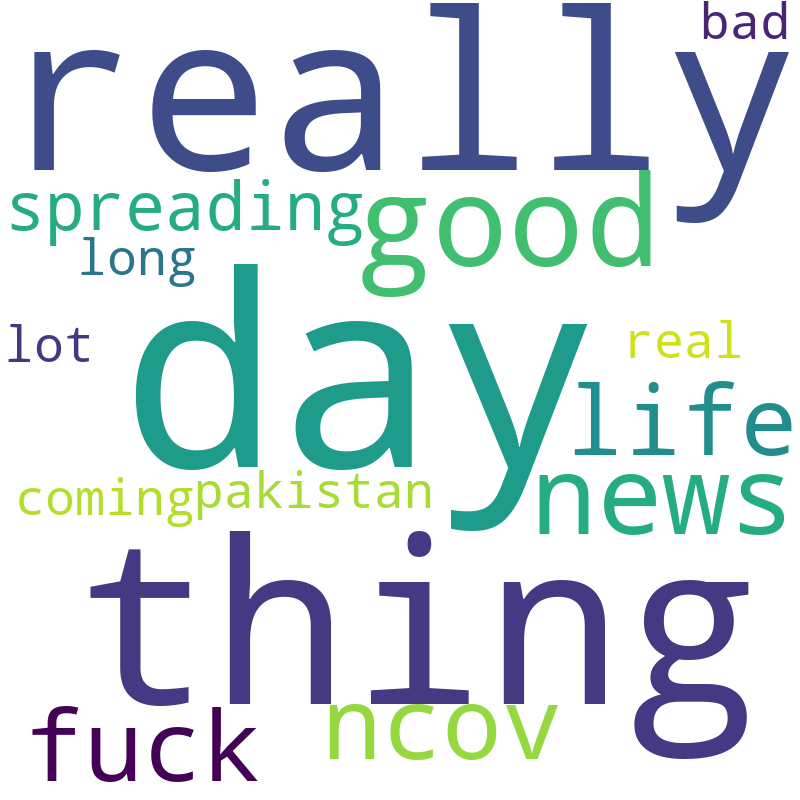 bad
really
spreading good
long
day
lot real
life
coming pakistan news
thing
fuck ncov